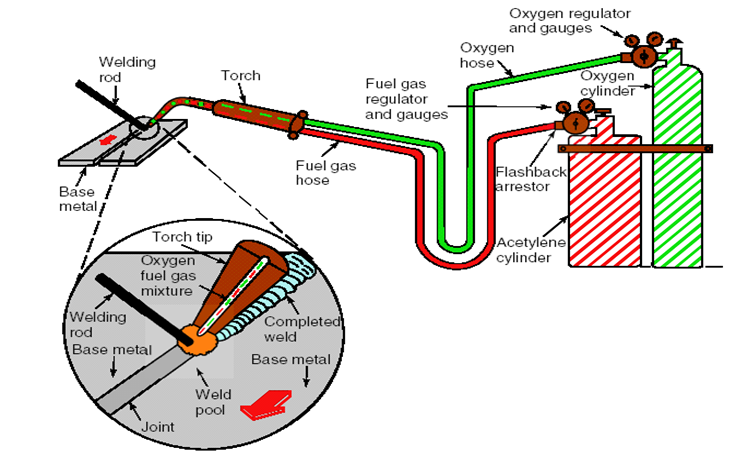 Oxygen regulator
and gauges
Oxygen
hose
Welding
rod
Torch
Fuel gas
regulator
and gauges
Oxygen
cylinder
Fuel gas
hose
Flashback
arrestor
Base
metal
Acetylene
cylinder
Torch tip
Oxygen
fuel gas
mixture
Welding
rod
Completed
weld
Base metal
Base metal
Weld
pool
Joint